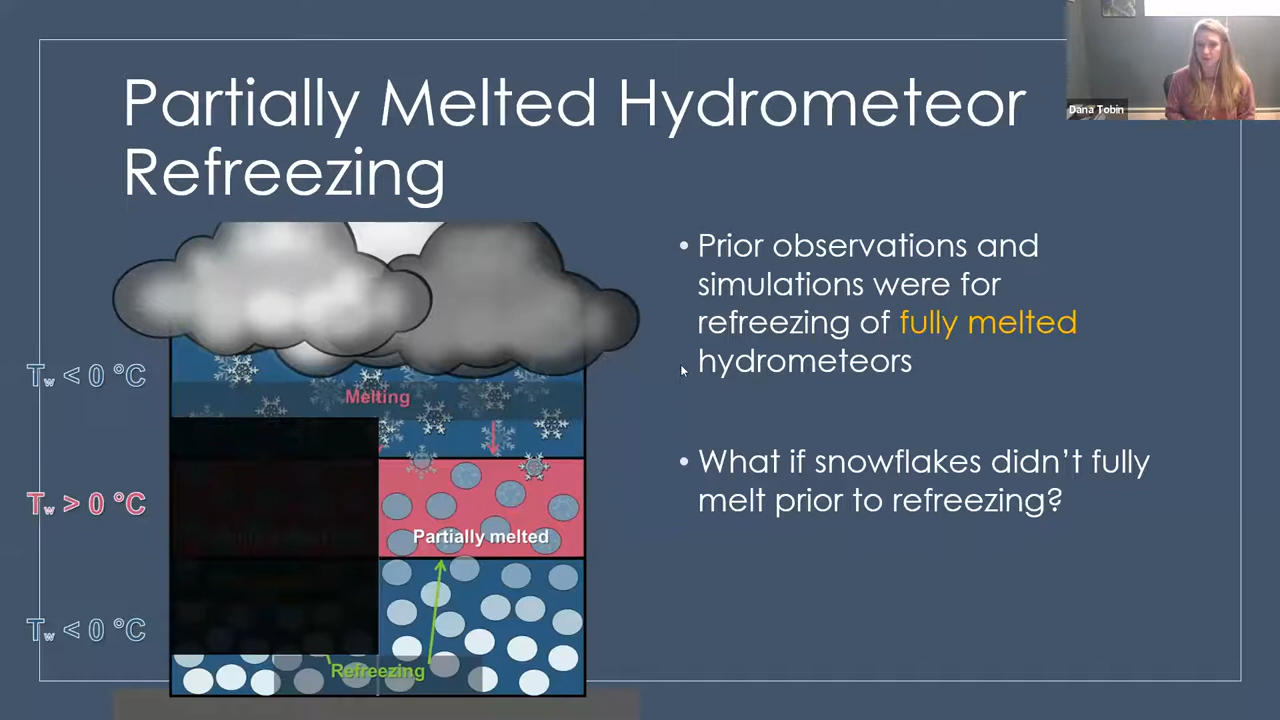 Partially Melted Hydrometeor
Refreezing
Dana Tobin
• Prior observations and
simulations were for
refreezing of fully melted
hydrometeors
• What if snowflakes didn’t fully
melt prior to refreezing?
Tw < 0 °C
Melting
Tw > 0 °C
Partially melted
Tw < 0 °C
Refreezing